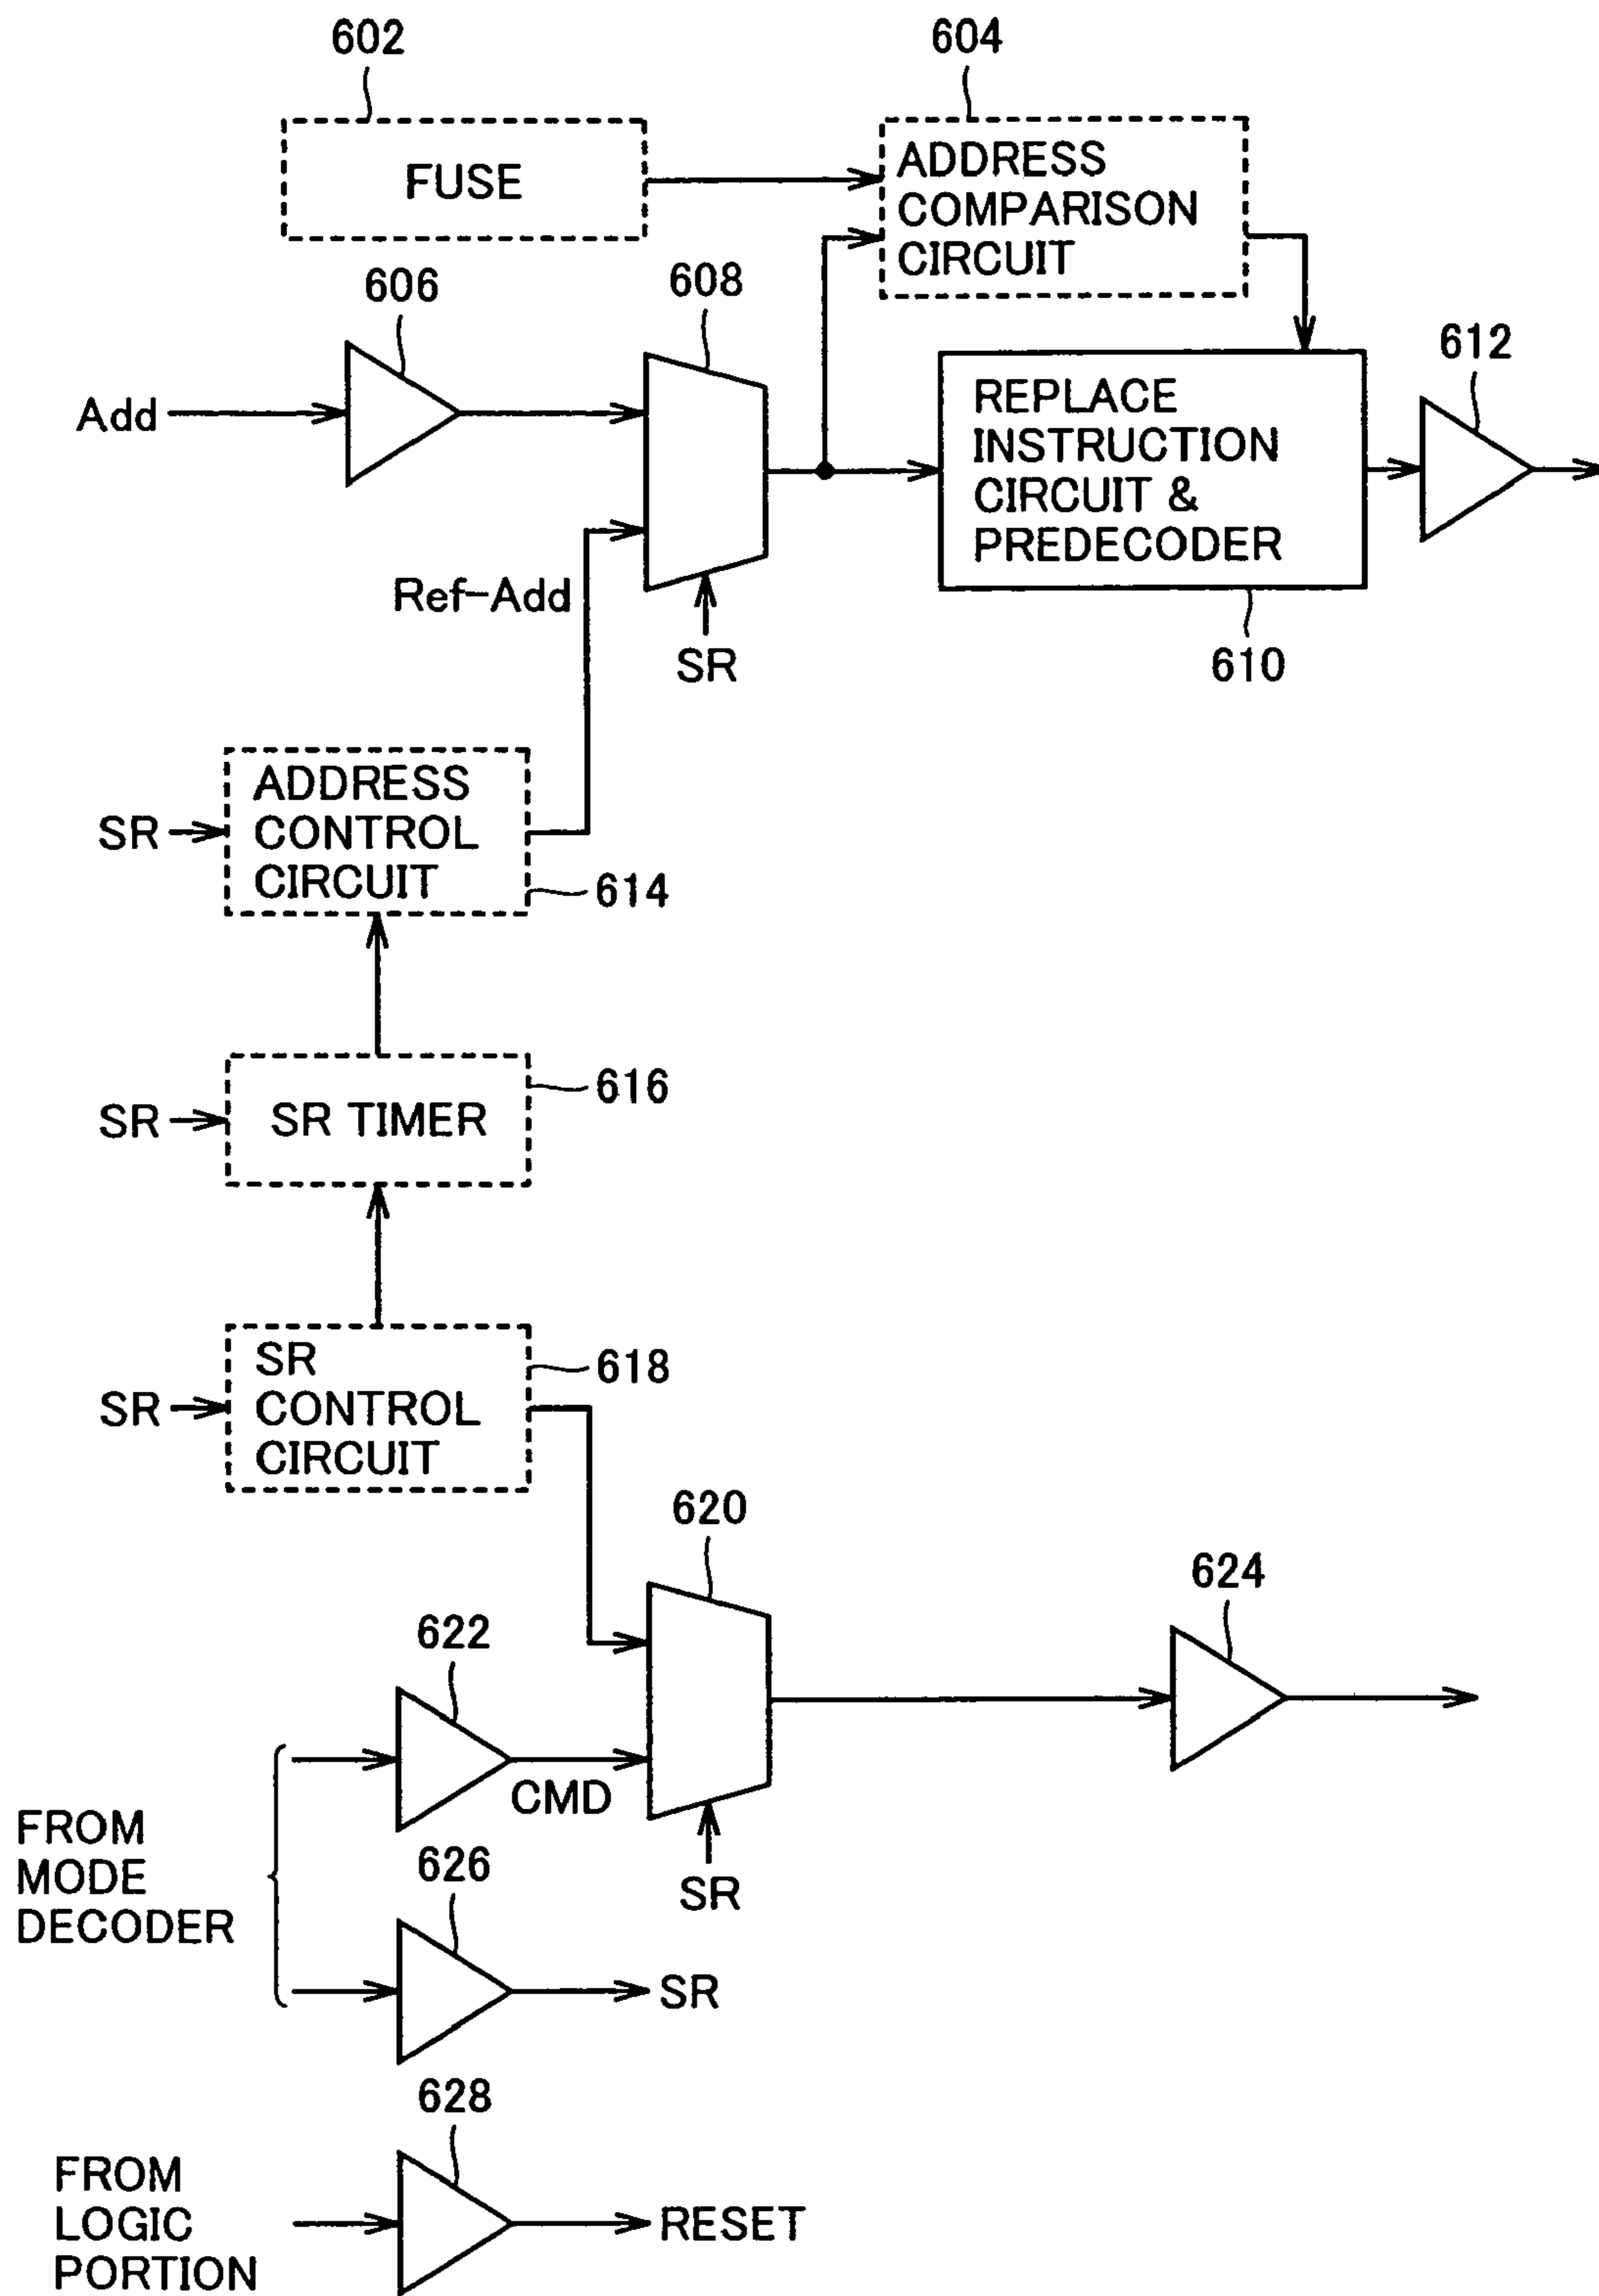 602
604
FUSE
ADDRESS
COMPARISON
CIRCUIT
606
608
612
Add
REPLACE
INSTRUCTION
CIRCUIT &
PREDECODER
Ref-Add
SR
610
SR
ADDRESS
CONTROL
CIRCUIT
614
SR
SR TIMER
616
SR
SR
CONTROL
CIRCUIT
618
620
624
622
CMD
SR
FROM
MODE
DECODER
626
SR
628
FROM
LOGIC
PORTION
RESET